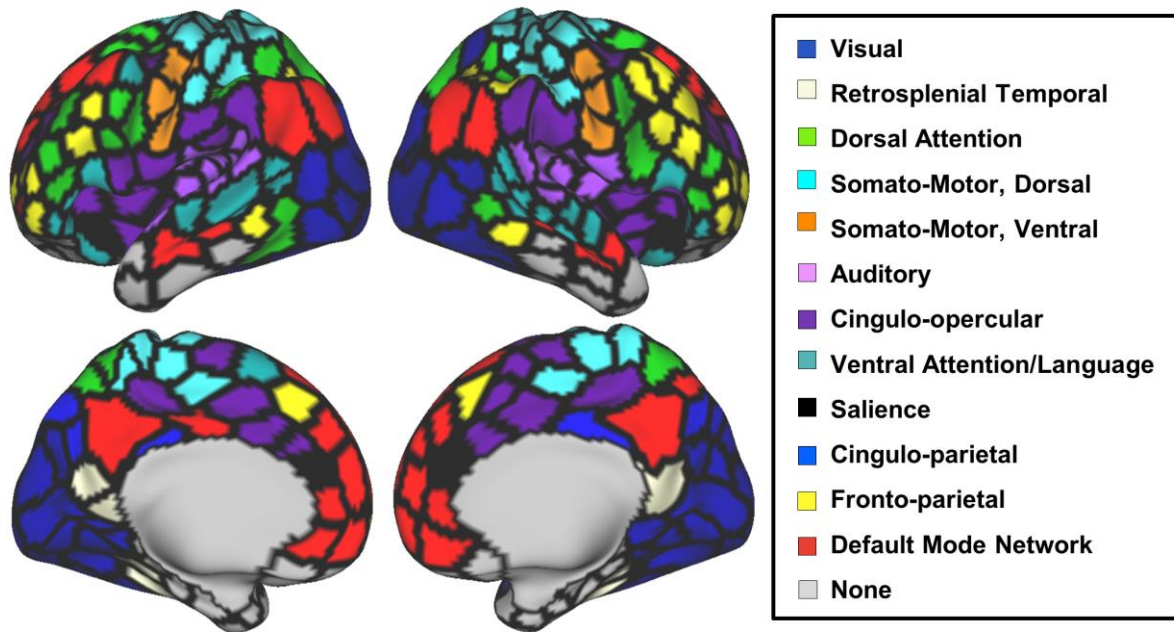 Visual
Retrosplenial Temporal
Dorsal Attention
Somato-Motor, Dorsal
Somato-Motor, Ventral
Auditory
Cingulo-opercular
Ventral Attention/Language
Salience
Cingulo-parietal
Fronto-parietal
Default Mode Network
None